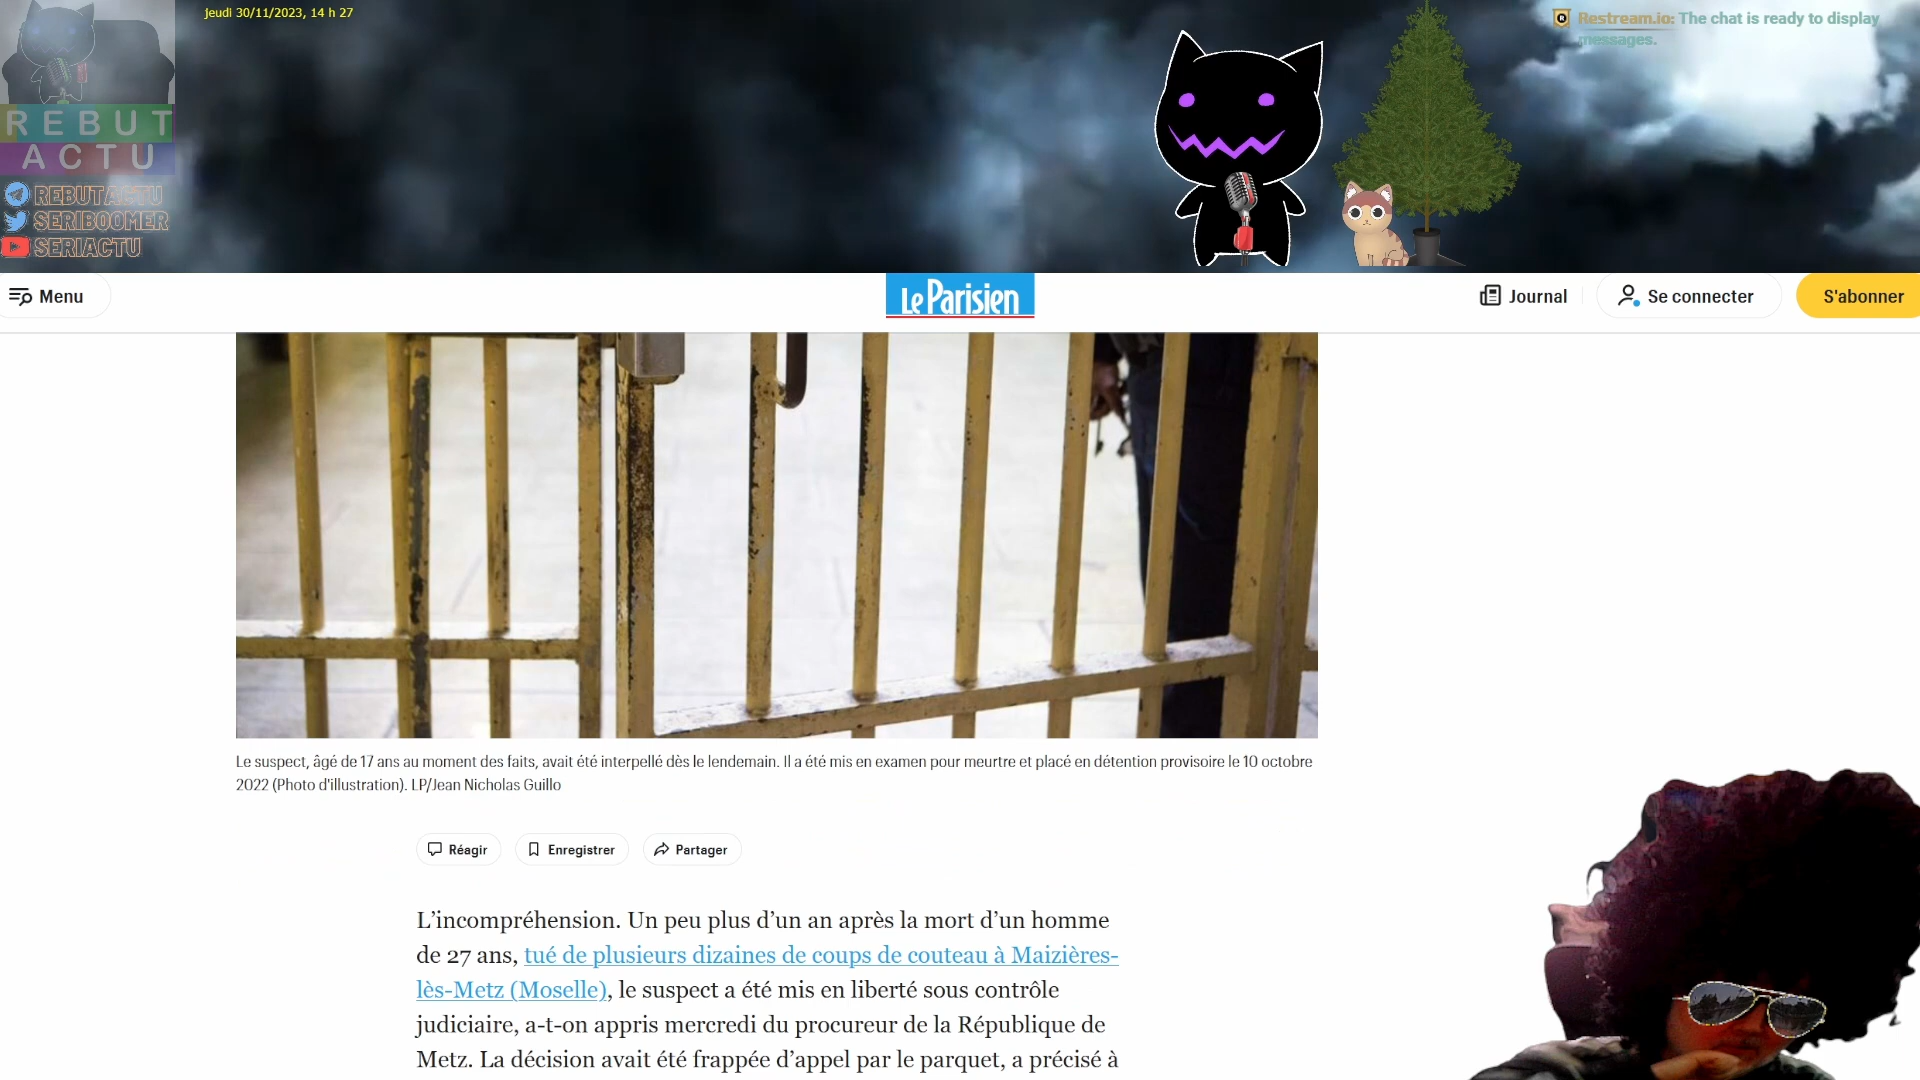 jeudi 30/11/2023, 14 h 27
Restream.io: The chat is ready to display
messages.
REBUT
ACTU
REBUTACTU
SERIBOOMER
SERIACTU
Menu
Le Parisien
Journal
Se connecter
S'abonner
Le suspect, âgé de 17 ans au moment des faits, avait été interpellé dès le lendemain. Il a été mis en examen pour meurtre et placé en détention provisoire le 10 octobre
2022 (Photo d'illustration). LP/Jean Nicholas Guillo
Réagir
Enregistrer
Partager
L’incompréhension. Un peu plus d’un an après la mort d’un homme
de 27 ans, tué de plusieurs dizaines de coups de couteau à Maizières-
lès-Metz (Moselle), le suspect a été mis en liberté sous contrôle
judiciaire, a-t-on appris mercredi du procureur de la République de
Metz. La décision avait été frappée d’appel par le parquet, a précisé à